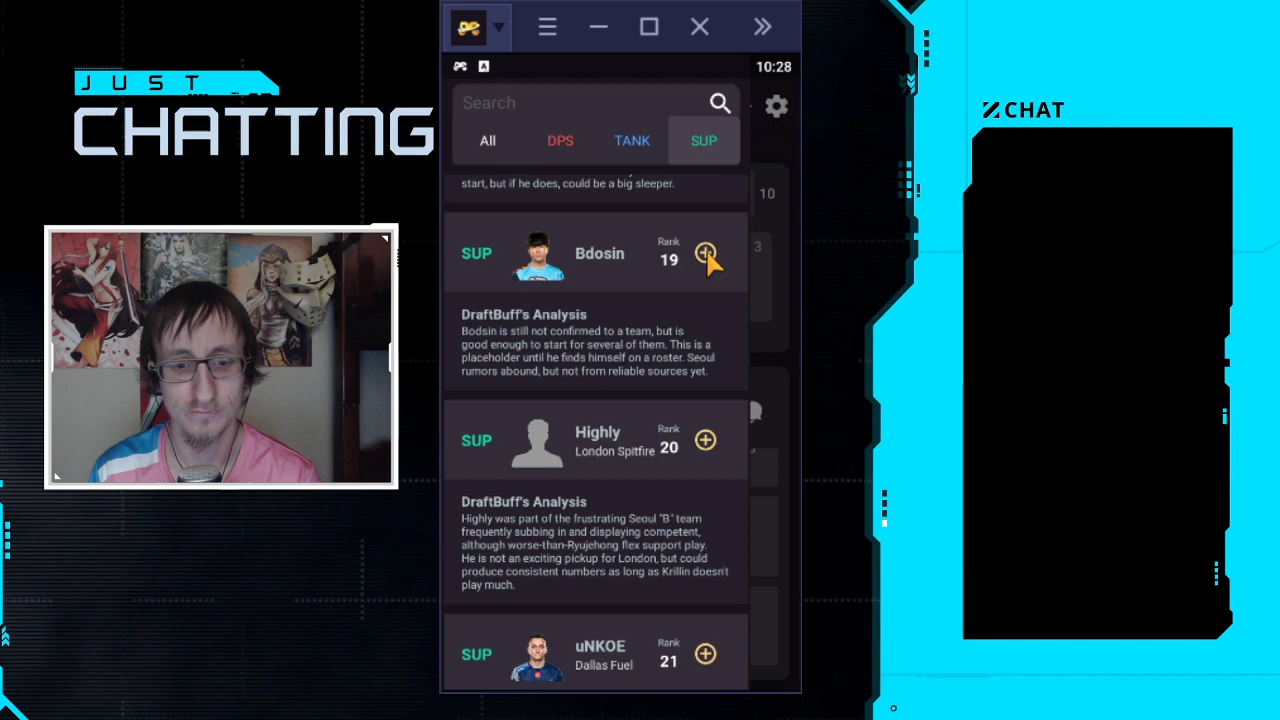 JUST
CHATTING
10:28
Search
All DPS TANK SUP
start, but if he does, could be a big sleeper.
SUP Bdosin Rank 19
DraftBuff's Analysis
Bodsin is still not confirmed to a team, but is
good enough to start for several of them. This is a
placeholder until he finds himself on a roster. Seoul
rumors abound, but not from reliable sources yet.
SUP Highly London Spitfire Rank 20
DraftBuff's Analysis
Highly was part of the frustrating Seoul "B" team
frequently subbing in and displaying competent,
although worse-than-Ryujehong flex support play.
He is not an exciting pickup for London, but could
produce consistent numbers as long as Krillin doesn't
play much.
SUP uNKOE Dallas Fuel Rank 21
10
3
CHAT